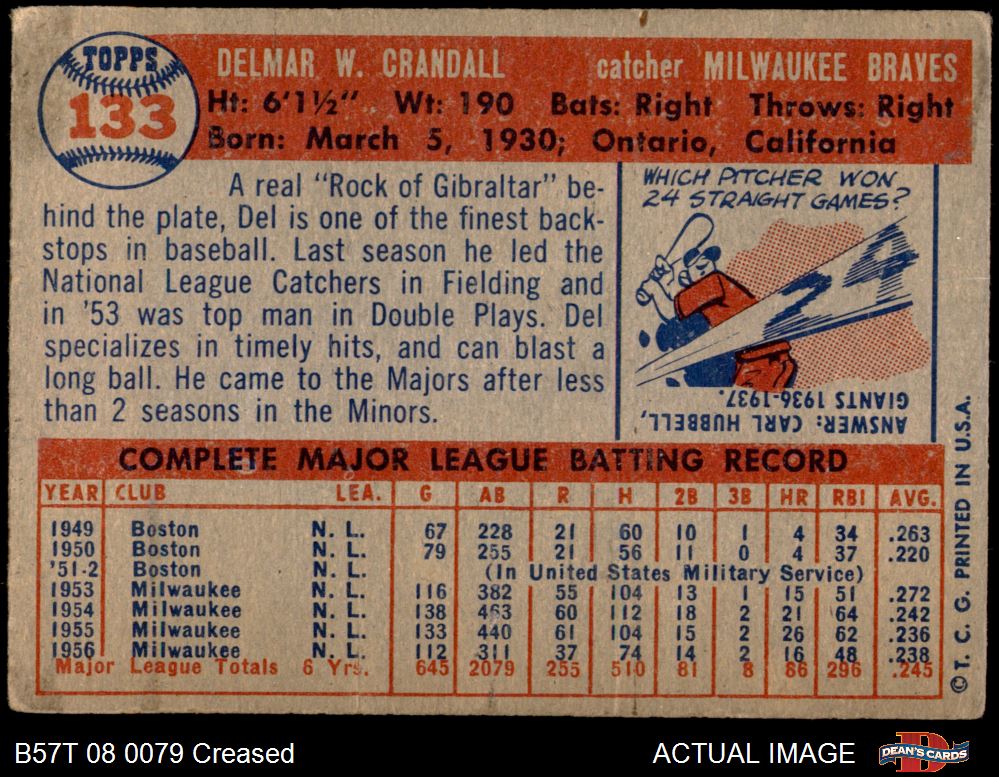 TOPPS
133
DELMAR W. CRANDALL catcher MILWAUKEE BRAVES
Ht: 6'1½" Wt: 190 Bats: Right Throws: Right
Born: March 5, 1930; Ontario, California
A real "Rock of Gibraltar" be-
hind the plate, Del is one of the finest back-
stops in baseball. Last season he led the
National League Catchers in Fielding and
in '53 was top man in Double Plays. Del
specializes in timely hits, and can blast a
long ball. He came to the Majors after less
than 2 seasons in the Minors.
WHICH PITCHER WON
24 STRAIGHT GAMES?
24
ANSWER: CARL HUBBELL,
GIANTS 1936-1937.
COMPLETE MAJOR LEAGUE BATTING RECORD
YEAR CLUB LEA. G AB R H 2B 3B HR RBI AVG.
1949 Boston N. L. 67 228 21 60 10 1 4 34 .263
1950 Boston N. L. 79 255 21 56 11 0 4 37 .220
'51-2 Boston N. L. (In United States Military Service)
1953 Milwaukee N. L. 116 382 55 104 13 1 15 51 .272
1954 Milwaukee N. L. 138 463 60 112 18 2 21 64 .242
1955 Milwaukee N. L. 133 440 61 104 15 2 26 62 .236
1956 Milwaukee N. L. 112 311 37 74 14 2 16 48 .238
Major League Totals 6 Yrs. 645 2079 255 510 81 8 86 296 .245
© T. C. G. PRINTED IN U.S.A.
B57T 08 0079 Creased
ACTUAL IMAGE
DEAN'S CARDS